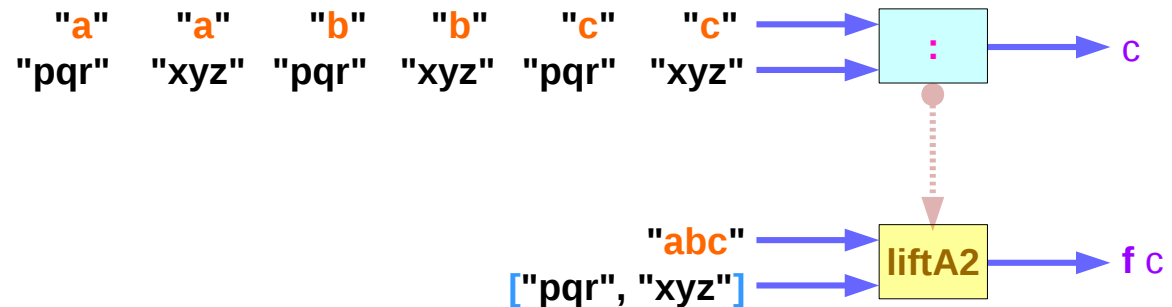 "a" "a" "b" "b" "c" "c"
"pqr" "xyz" "pqr" "xyz" "pqr" "xyz"
:
c
"abc"
["pqr", "xyz"]
liftA2
f c